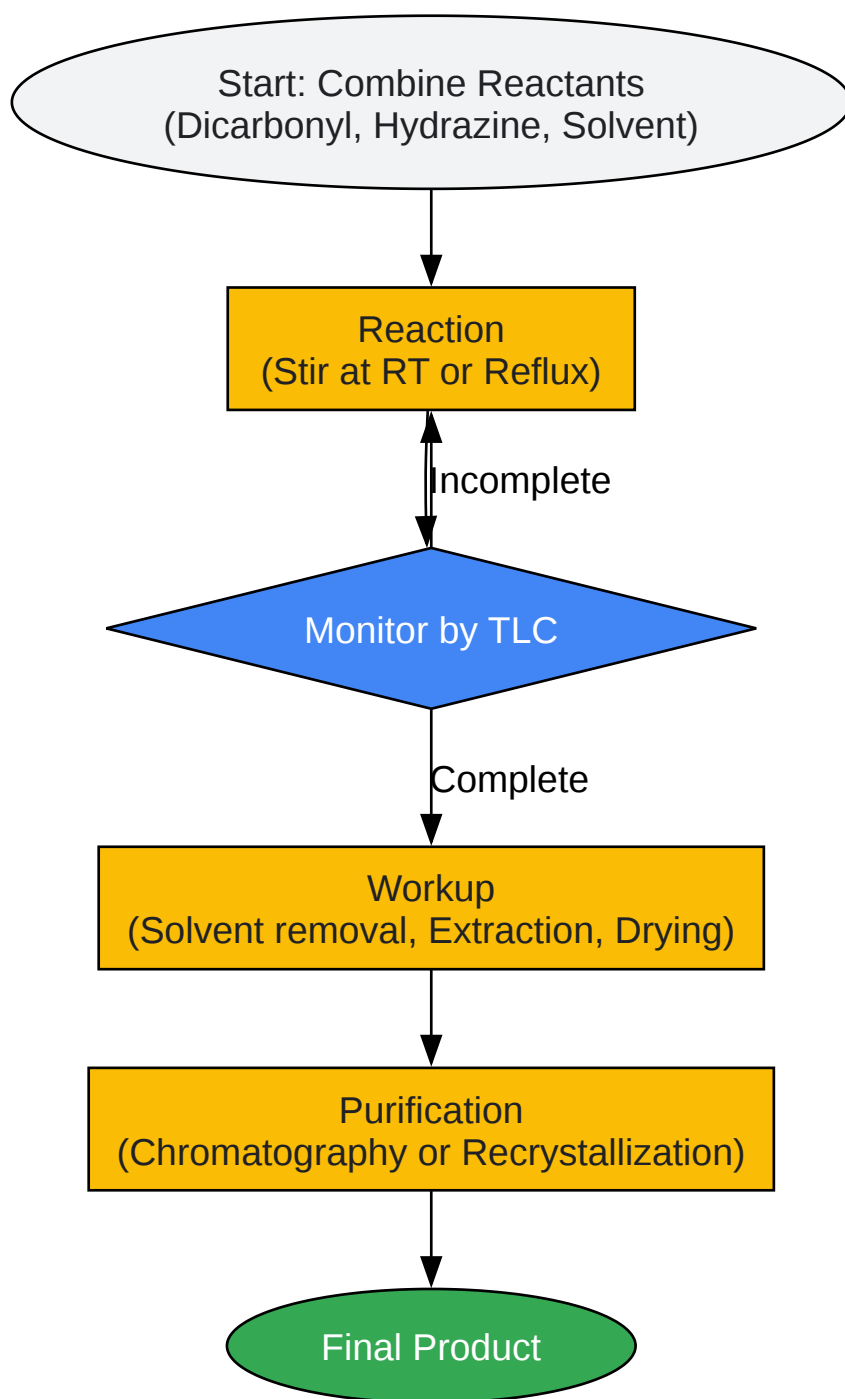 Start: Combine Reactants
(Dicarbonyl, Hydrazine, Solvent)
Reaction
(Stir at RT or Reflux)
Incomplete
Monitor by TLC
Complete
Workup
(Solvent removal, Extraction, Drying)
Purification
(Chromatography or Recrystallization)
Final Product